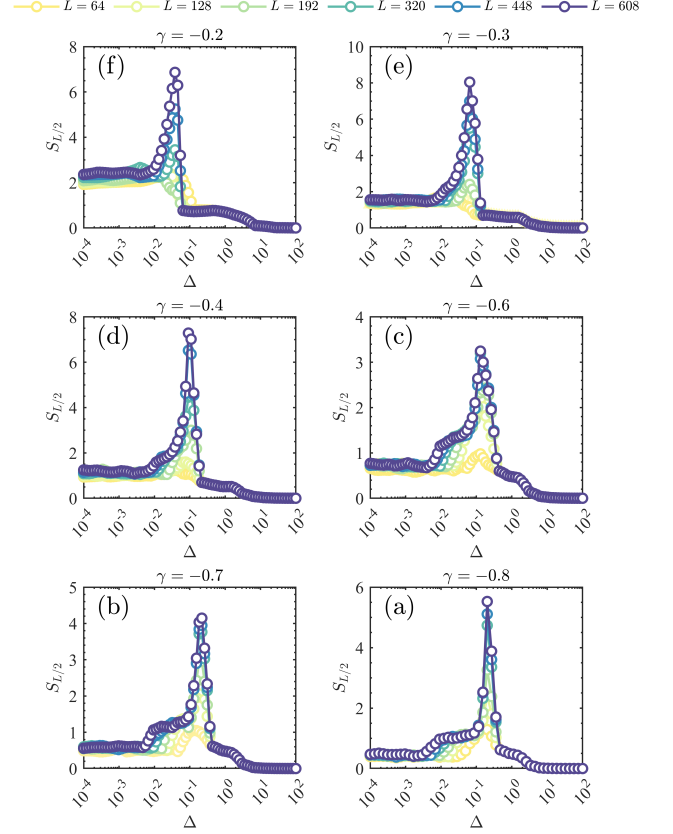 L = 64 L = 128 L = 192 L = 320 L = 448 L = 608
γ = −0.2 γ = −0.3
(f) (e)
8 10
6 8
4 6
2 4
0 2
0
S_{L/2} S_{L/2}
10^{-4} 10^{-3} 10^{-2} 10^{-1} 10^{0} 10^{1} 10^{2} 10^{-4} 10^{-3} 10^{-2} 10^{-1} 10^{0} 10^{1} 10^{2}
Δ Δ
γ = −0.4 γ = −0.6
(d) (c)
8 4
6 3
4 2
2 1
0 0
S_{L/2} S_{L/2}
10^{-4} 10^{-3} 10^{-2} 10^{-1} 10^{0} 10^{1} 10^{2} 10^{-4} 10^{-3} 10^{-2} 10^{-1} 10^{0} 10^{1} 10^{2}
Δ Δ
γ = −0.7 γ = −0.8
(b) (a)
5 6
4 4
3 2
2 0
1
0
S_{L/2} S_{L/2}
10^{-4} 10^{-3} 10^{-2} 10^{-1} 10^{0} 10^{1} 10^{2} 10^{-4} 10^{-3} 10^{-2} 10^{-1} 10^{0} 10^{1} 10^{2}
Δ Δ